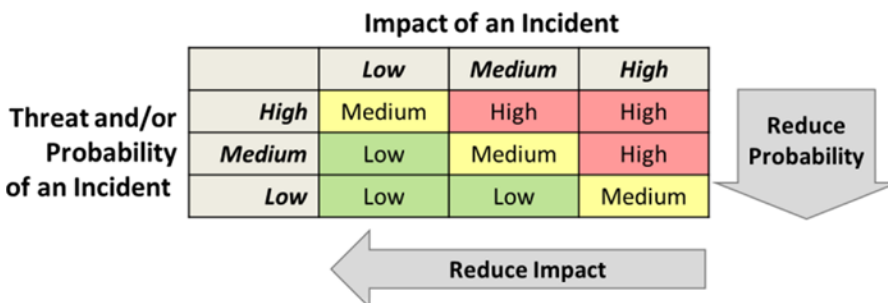 Impact of an Incident
Low Medium High
Threat and/or Probability of an Incident
High Medium High High
Medium Low Medium High
Low Low Low Medium
Reduce Probability
Reduce Impact